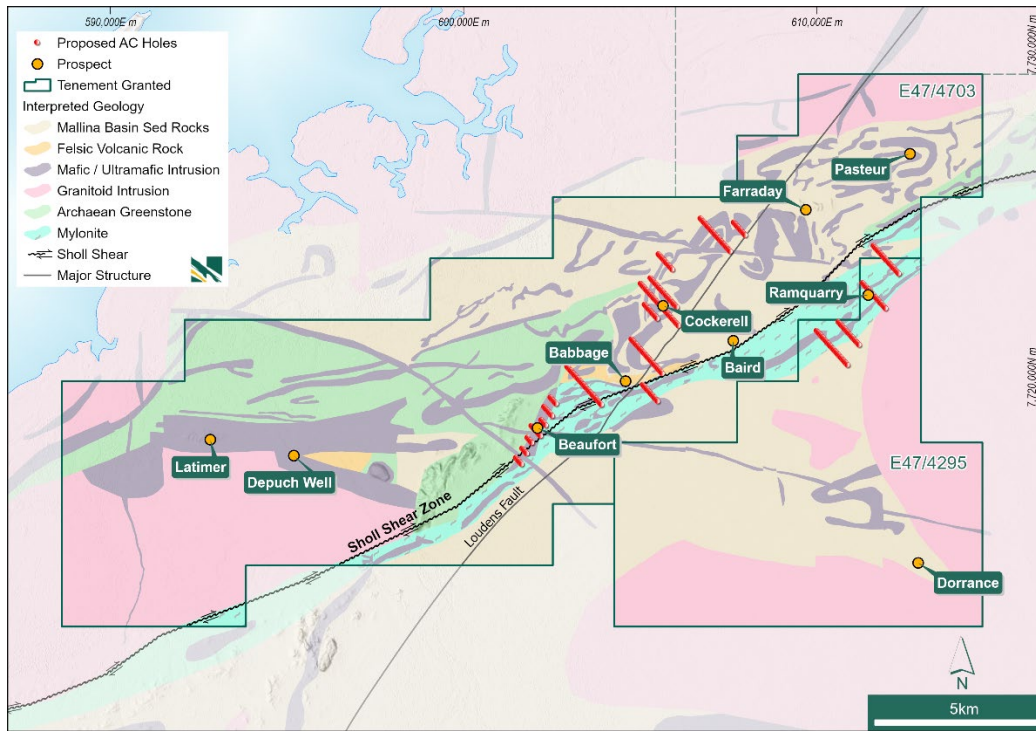 590,000E m
600,000E m
610,000E m
7,730,000N m
7,720,000N m
Proposed AC Holes
Prospect
Tenement Granted
Interpreted Geology
Mallina Basin Sed Rocks
Felsic Volcanic Rock
Mafic / Ultramafic Intrusion
Granitoid Intrusion
Archaean Greenstone
Mylonite
Sholl Shear
Major Structure
E47/4703
Pasteur
Farraday
Ramquarry
Cockerell
Baird
Babbage
Beaufort
Latimer
Depuch Well
Sholl Shear Zone
Loudens Fault
E47/4295
Dorrance
N
5km